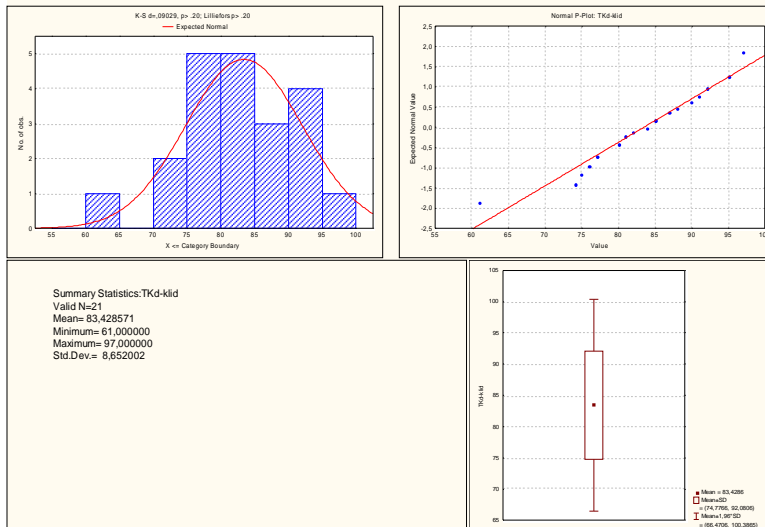 K-S d=,09029, p> .20; Lilliefors p> .20
Expected Normal
No. of obs.
5
4
3
2
1
0
55 60 65 70 75 80 85 90 95 100
X <= Category Boundary
Normal P-Plot: TKd-klid
Expected Normal Value
2,5
2,0
1,5
1,0
0,5
0,0
-0,5
-1,0
-1,5
-2,0
-2,5
55 60 65 70 75 80 85 90 95 100
Value
Summary Statistics:TKd-klid
Valid N=21
Mean= 83,428571
Minimum= 61,000000
Maximum= 97,000000
Std.Dev.= 8,652002
TKd-klid
105
100
95
90
85
80
75
70
65
Mean = 83,4286
Mean±SD
= (74,7766, 92,0806)
Mean±1,96*SD
= (66,4706, 100,3865)